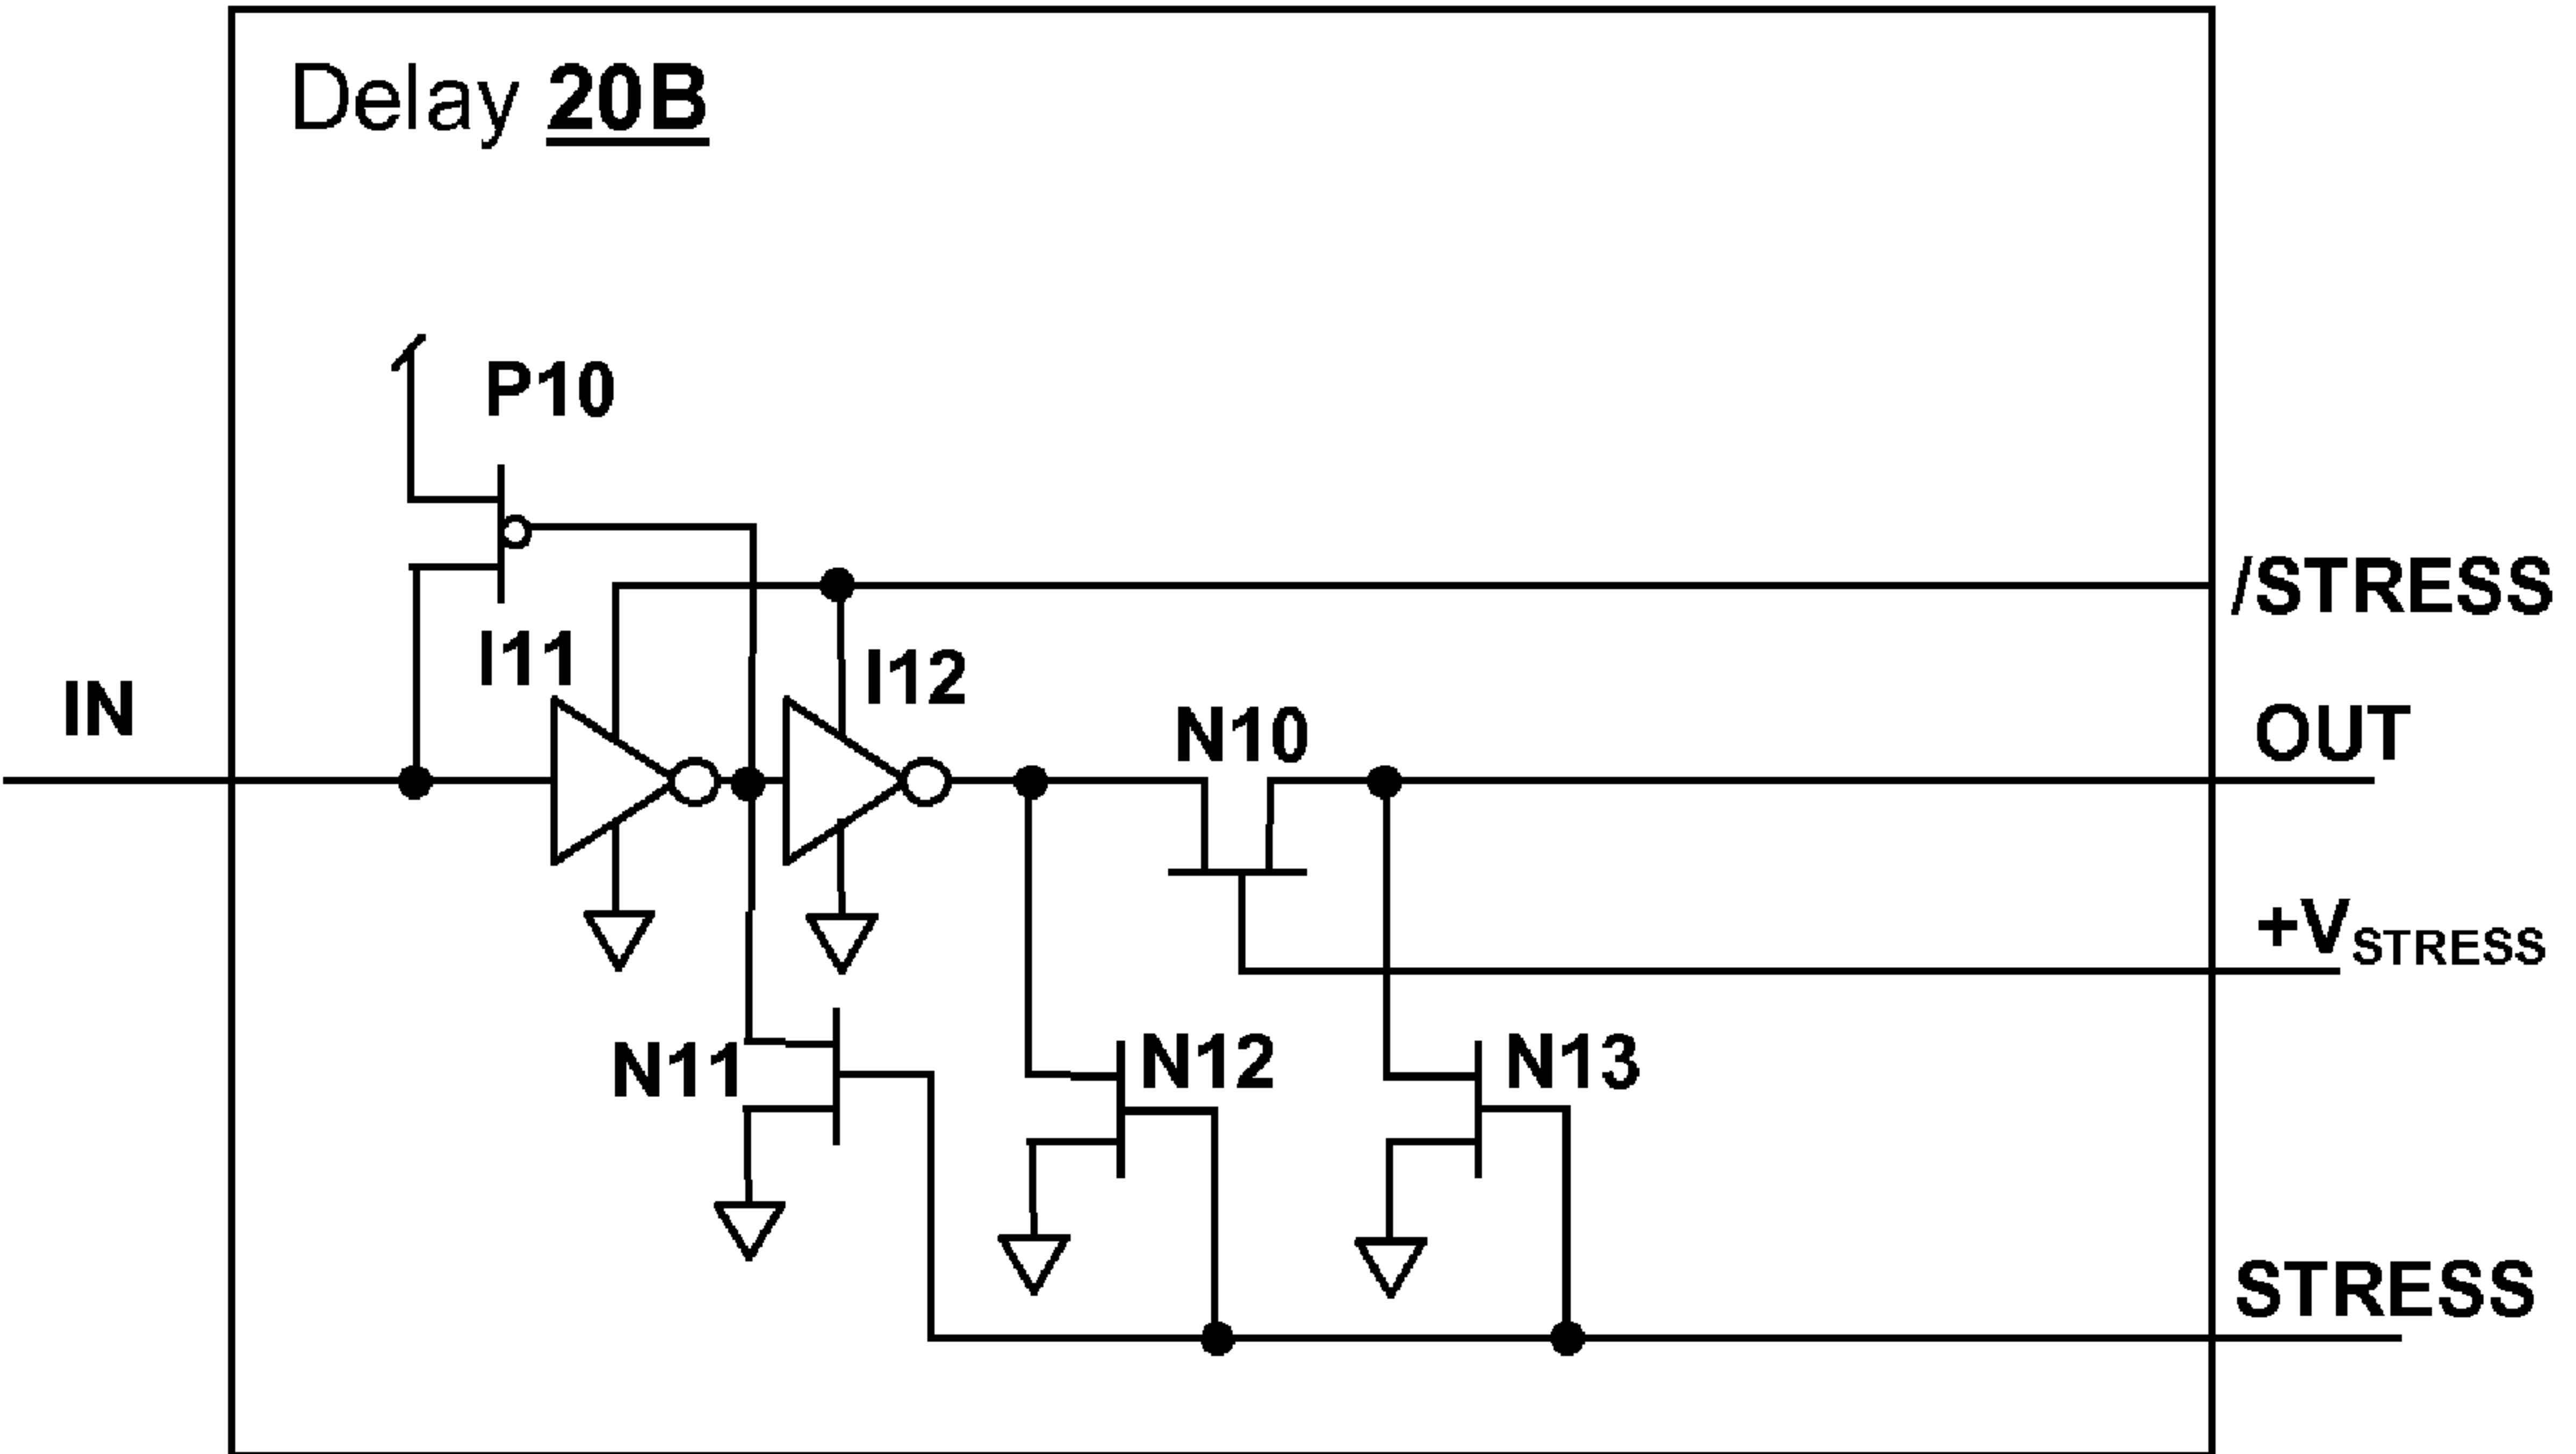 Delay 20B
P10
/STRESS
I11
I12
IN
N10
OUT
+VSTRESS
N11
N12
N13
STRESS